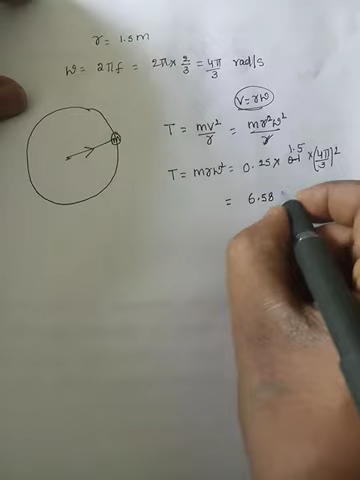 r = 1.5 m
ω = 2πf = 2π × 2/3 = 4π/3 rad/s
V = rω
T = mv²/r = mr²ω²/r
T = mrω² = 0.25 × 1.5 × (4π/3)²
= 6.58
m